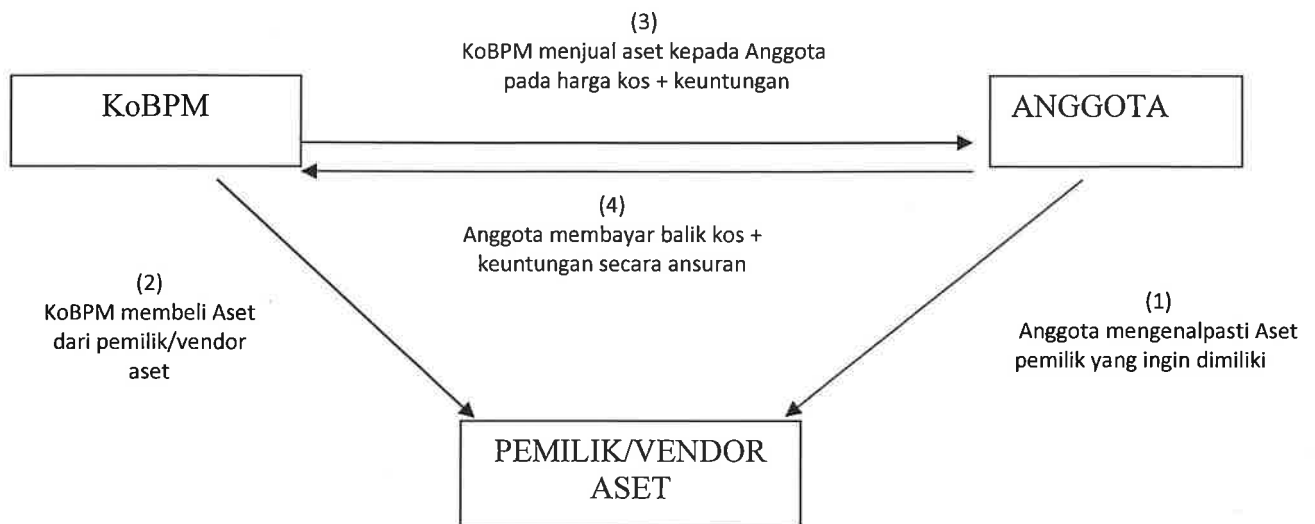 (3)
KoBPM menjual aset kepada Anggota
pada harga kos + keuntungan
KoBPM
ANGGOTA
(4)
Anggota membayar balik kos +
keuntungan secara ansuran
(2)
KoBPM membeli Aset
dari pemilik/vendor
aset
(1)
Anggota mengenalpasti Aset
pemilik yang ingin dimiliki
PEMILIK/VENDOR
ASET